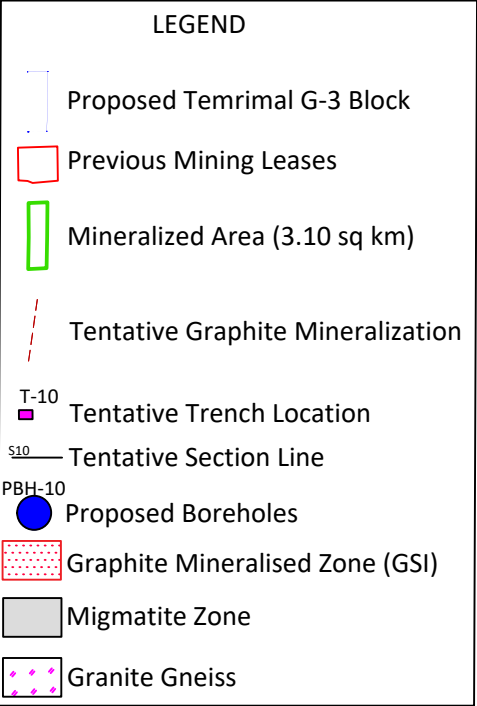 LEGEND
Proposed Temrimal G-3 Block
Previous Mining Leases
Mineralized Area (3.10 sq km)
Tentative Graphite Mineralization
T-10
Tentative Trench Location
S10
Tentative Section Line
PBH-10
Proposed Boreholes
Graphite Mineralised Zone (GSI)
Migmatite Zone
Granite Gneiss